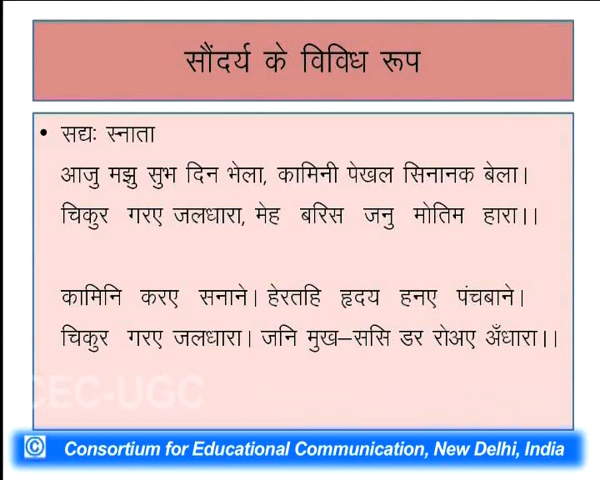 सौंदर्य के विविध रूप
• सद्यः स्नाता
आजु मझु सुभ दिन भेला, कामिनी पेखल सिनानक बेला।
चिकुर गरए जलधारा, मेह बरिस जनु मोतिम हारा।।
कामिनि करए सनाने। हेरतहि हृदय हनए पंचबाने।
चिकुर गरए जलधारा। जनि मुख–ससि डर रोअए अँधारा।।
CEC-UGC
© Consortium for Educational Communication, New Delhi, India